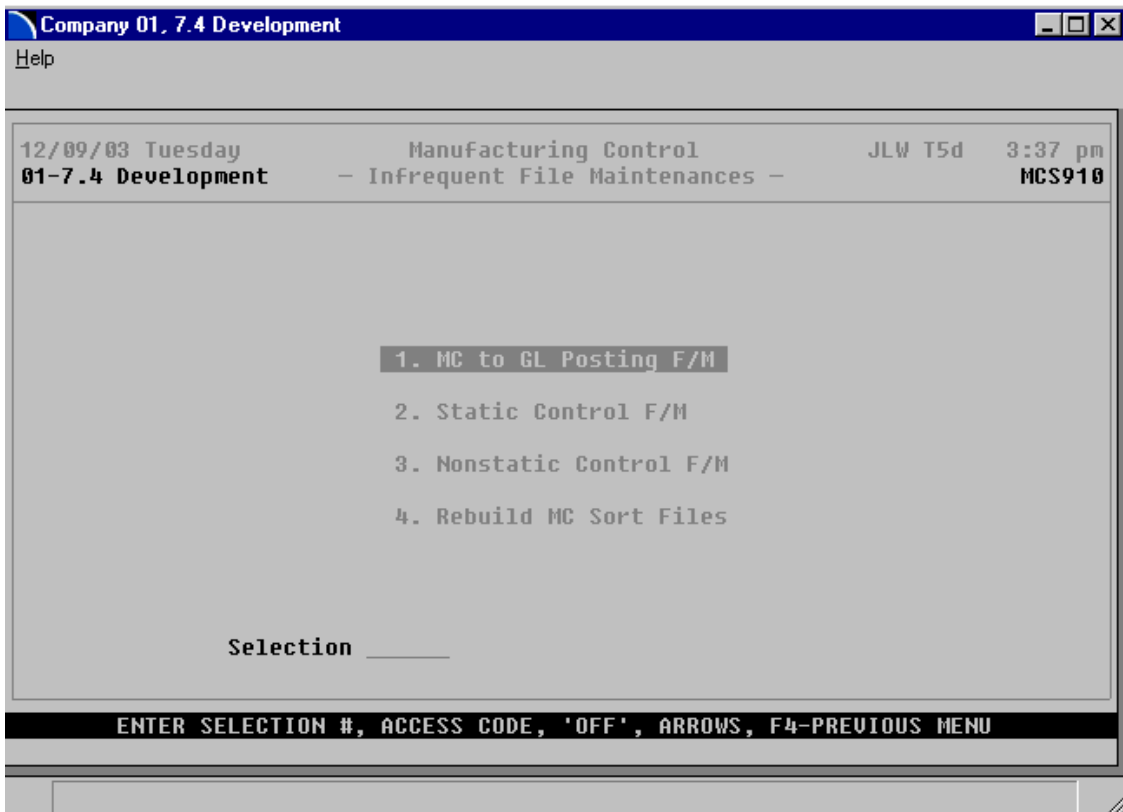 Company 01, 7.4 Development
Help
12/09/03 Tuesday Manufacturing Control JLW T5d 3:37 pm
01-7.4 Development — Infrequent File Maintenances — MCS910
1. MC to GL Posting F/M
2. Static Control F/M
3. Nonstatic Control F/M
4. Rebuild MC Sort Files
Selection ______
ENTER SELECTION #, ACCESS CODE, 'OFF', ARROWS, F4-PREVIOUS MENU